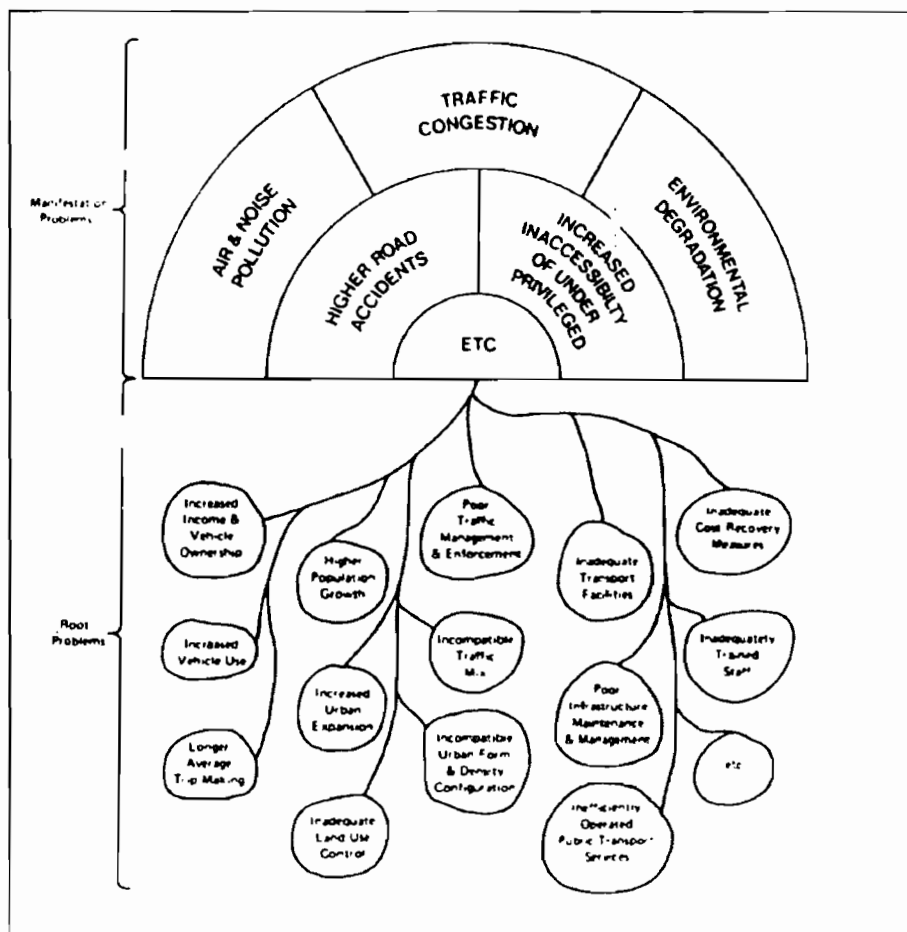 TRAFFIC
CONGESTION
AIR & NOISE
POLLUTION
HIGHER ROAD
ACCIDENTS
INCREASED
INACCESSIBILTY
OF UNDER
PRIVILEGED
ENVIRONMENTAL
DEGRADATION
ETC
Manifestation
Problems
Root
Problems
Increased
Income &
Vehicle
Ownership
Higher
Population
Growth
Poor
Traffic
Management
& Enforcement
Inadequate
Transport
Facilities
Inadequate
Cost Recovery
Measures
Increased
Vehicle Use
Increased
Urban
Expansion
Incompatible
Traffic
Mix
Poor
Infrastructure
Maintenance
& Management
Inadequately
Trained
Staff
Longer
Average
Trip Making
Inadequate
Land Use
Control
Incompatible
Urban Form
& Density
Configuration
Inefficiently
Operated
Public Transport
Services
etc